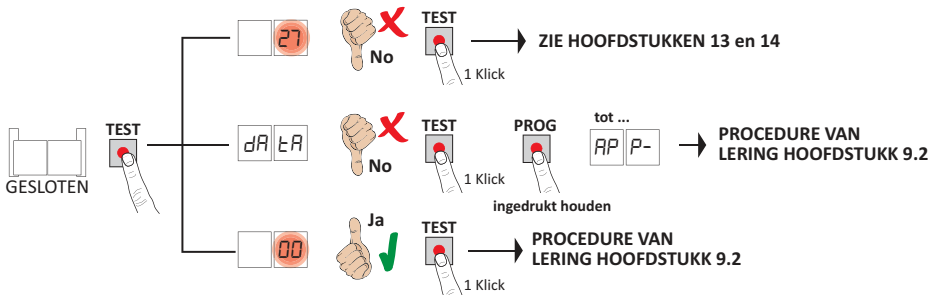 27
No
TEST
1 Klick
ZIE HOOFDSTUKKEN 13 en 14
GESLOTEN
TEST
dA tA
No
TEST
1 Klick
PROG
ingedrukt houden
tot ...
AP P-
PROCEDURE VAN
LERING HOOFDSTUKK 9.2
00
Ja
TEST
1 Klick
PROCEDURE VAN
LERING HOOFDSTUKK 9.2